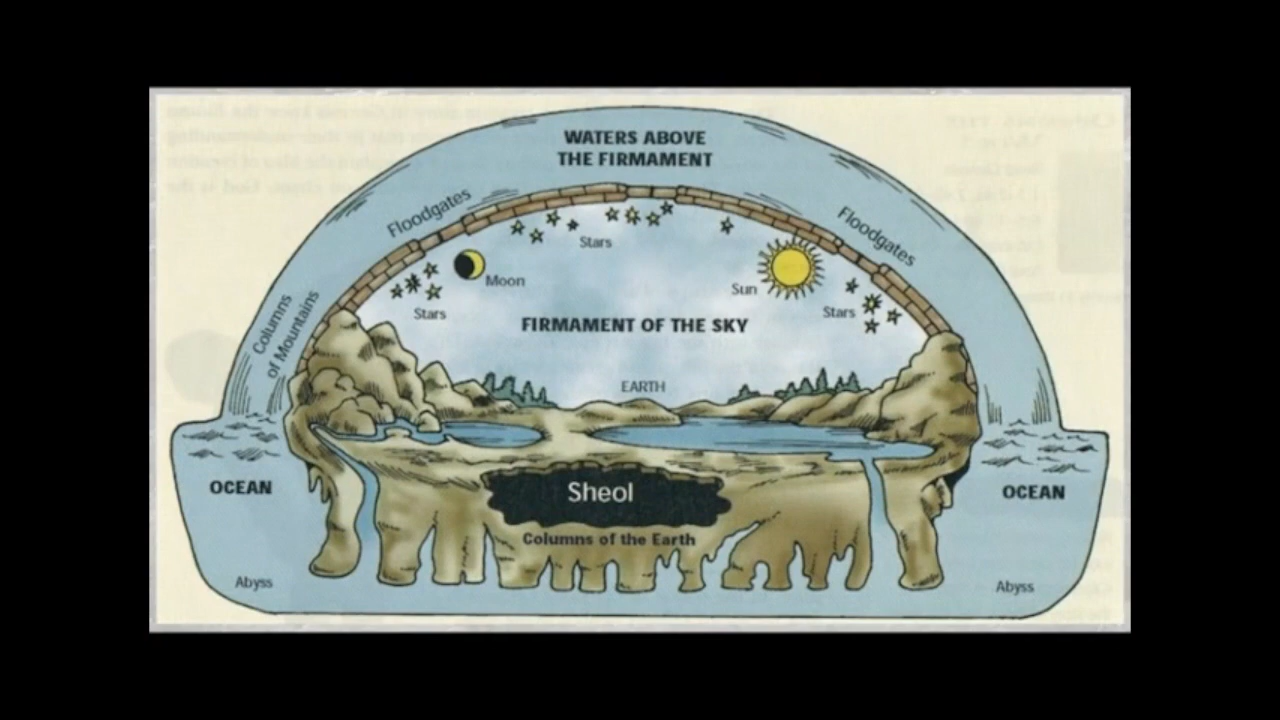 WATERS ABOVE
THE FIRMAMENT
Floodgates
Floodgates
Stars
Moon
Sun
Stars
Stars
Columns
of Mountains
FIRMAMENT OF THE SKY
EARTH
OCEAN
Sheol
OCEAN
Columns of the Earth
Abyss
Abyss